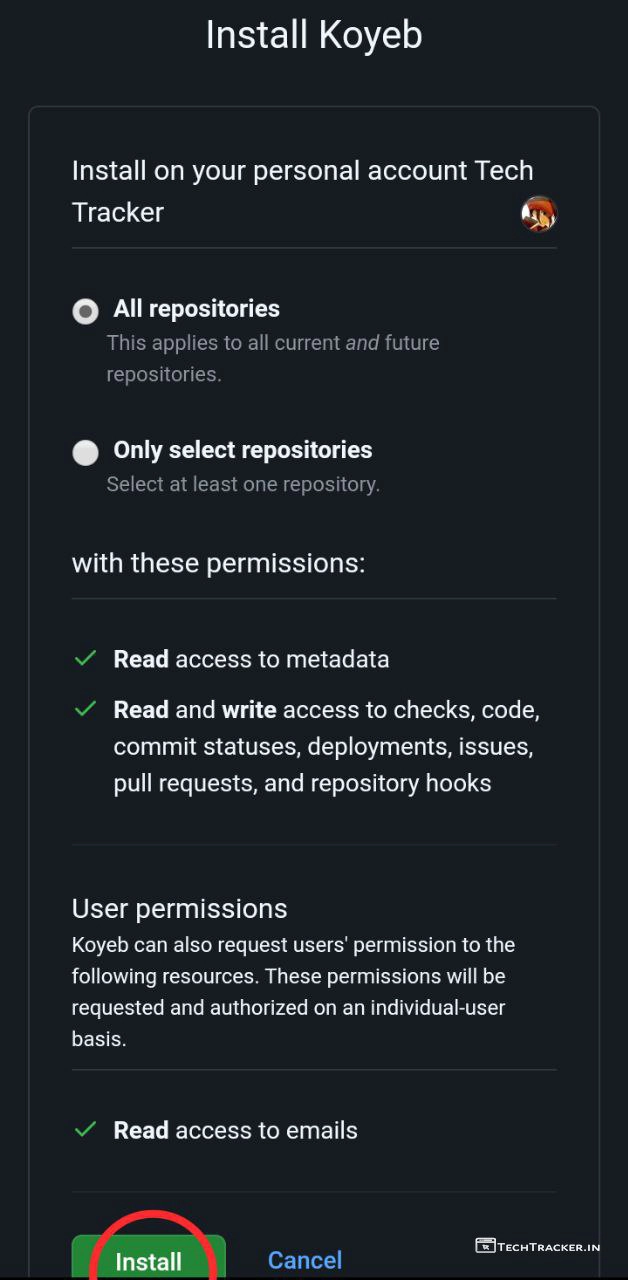 Install Koyeb
Install on your personal account Tech
Tracker
All repositories
This applies to all current and future
repositories.
Only select repositories
Select at least one repository.
with these permissions:
Read access to metadata
Read and write access to checks, code,
commit statuses, deployments, issues,
pull requests, and repository hooks
User permissions
Koyeb can also request users' permission to the
following resources. These permissions will be
requested and authorized on an individual-user
basis.
Read access to emails
Install Cancel
TECHTRACKER.IN